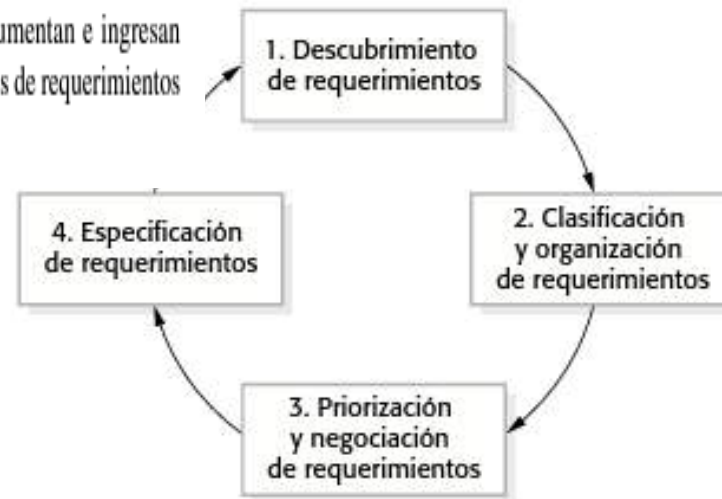 e ingresan
de requerimientos
1. Descubrimiento
de requerimientos
2. Clasificación
y organización
de requerimientos
3. Priorización
y negociación
de requerimientos
4. Especificación
de requerimientos